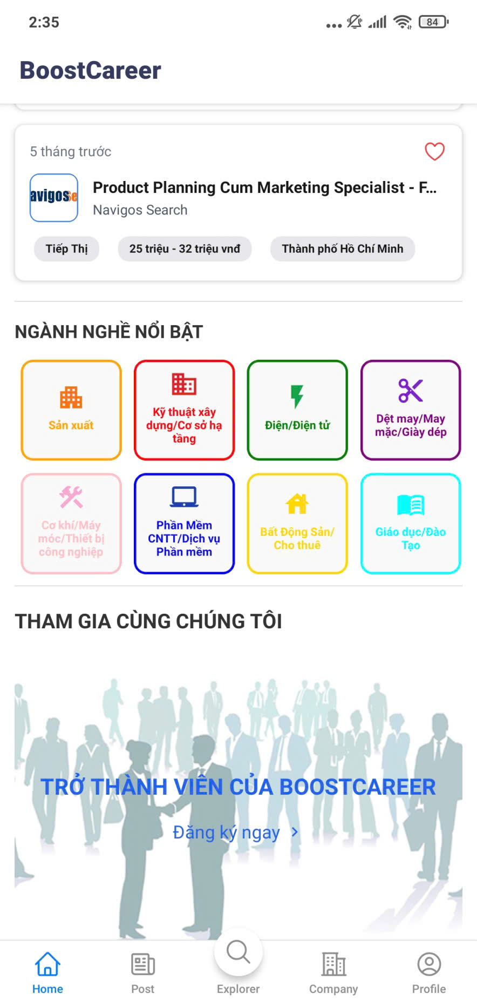 2:35
84
BoostCareer
5 tháng trước
avigosSe
Product Planning Cum Marketing Specialist - F...
Navigos Search
Tiếp Thị
25 triệu - 32 triệu vnđ
Thành phố Hồ Chí Minh
NGÀNH NGHỀ NỔI BẬT
Sản xuất
Kỹ thuật xây
dựng/Cơ sở hạ
tầng
Điện/Điện tử
Dệt may/May
mặc/Giày dép
Cơ khí/Máy
móc/Thiết bị
công nghiệp
Phần Mềm
CNTT/Dịch vụ
Phần mềm
Bất Động Sản/
Cho thuê
Giáo dục/Đào
Tạo
THAM GIA CÙNG CHÚNG TÔI
TRỞ THÀNH VIÊN CỦA BOOSTCAREER
Đăng ký ngay
Home
Post
Explorer
Company
Profile